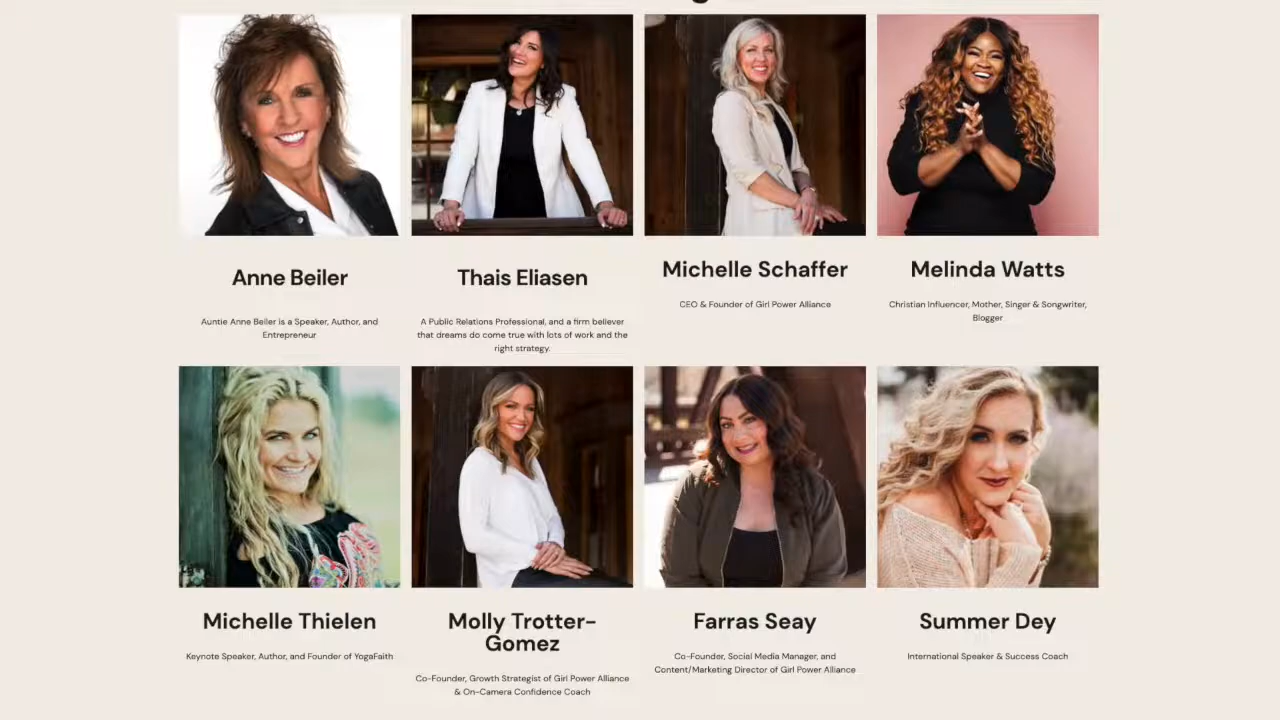 Anne Beiler
Auntie Anne Beiler is a Speaker, Author, and
Entrepreneur
Thais Eliasen
A Public Relations Professional, and a firm believer
that dreams do come true with lots of work and the
right strategy.
Michelle Schaffer
CEO & Founder of Girl Power Alliance
Melinda Watts
Christian Influencer, Mother, Singer & Songwriter,
Blogger
Michelle Thielen
Keynote Speaker, Author, and Founder of YogaFaith
Molly Trotter-
Gomez
Co-Founder, Growth Strategist of Girl Power Alliance
& On-Camera Confidence Coach
Farras Seay
Co-Founder, Social Media Manager, and
Content/Marketing Director of Girl Power Alliance
Summer Dey
International Speaker & Success Coach